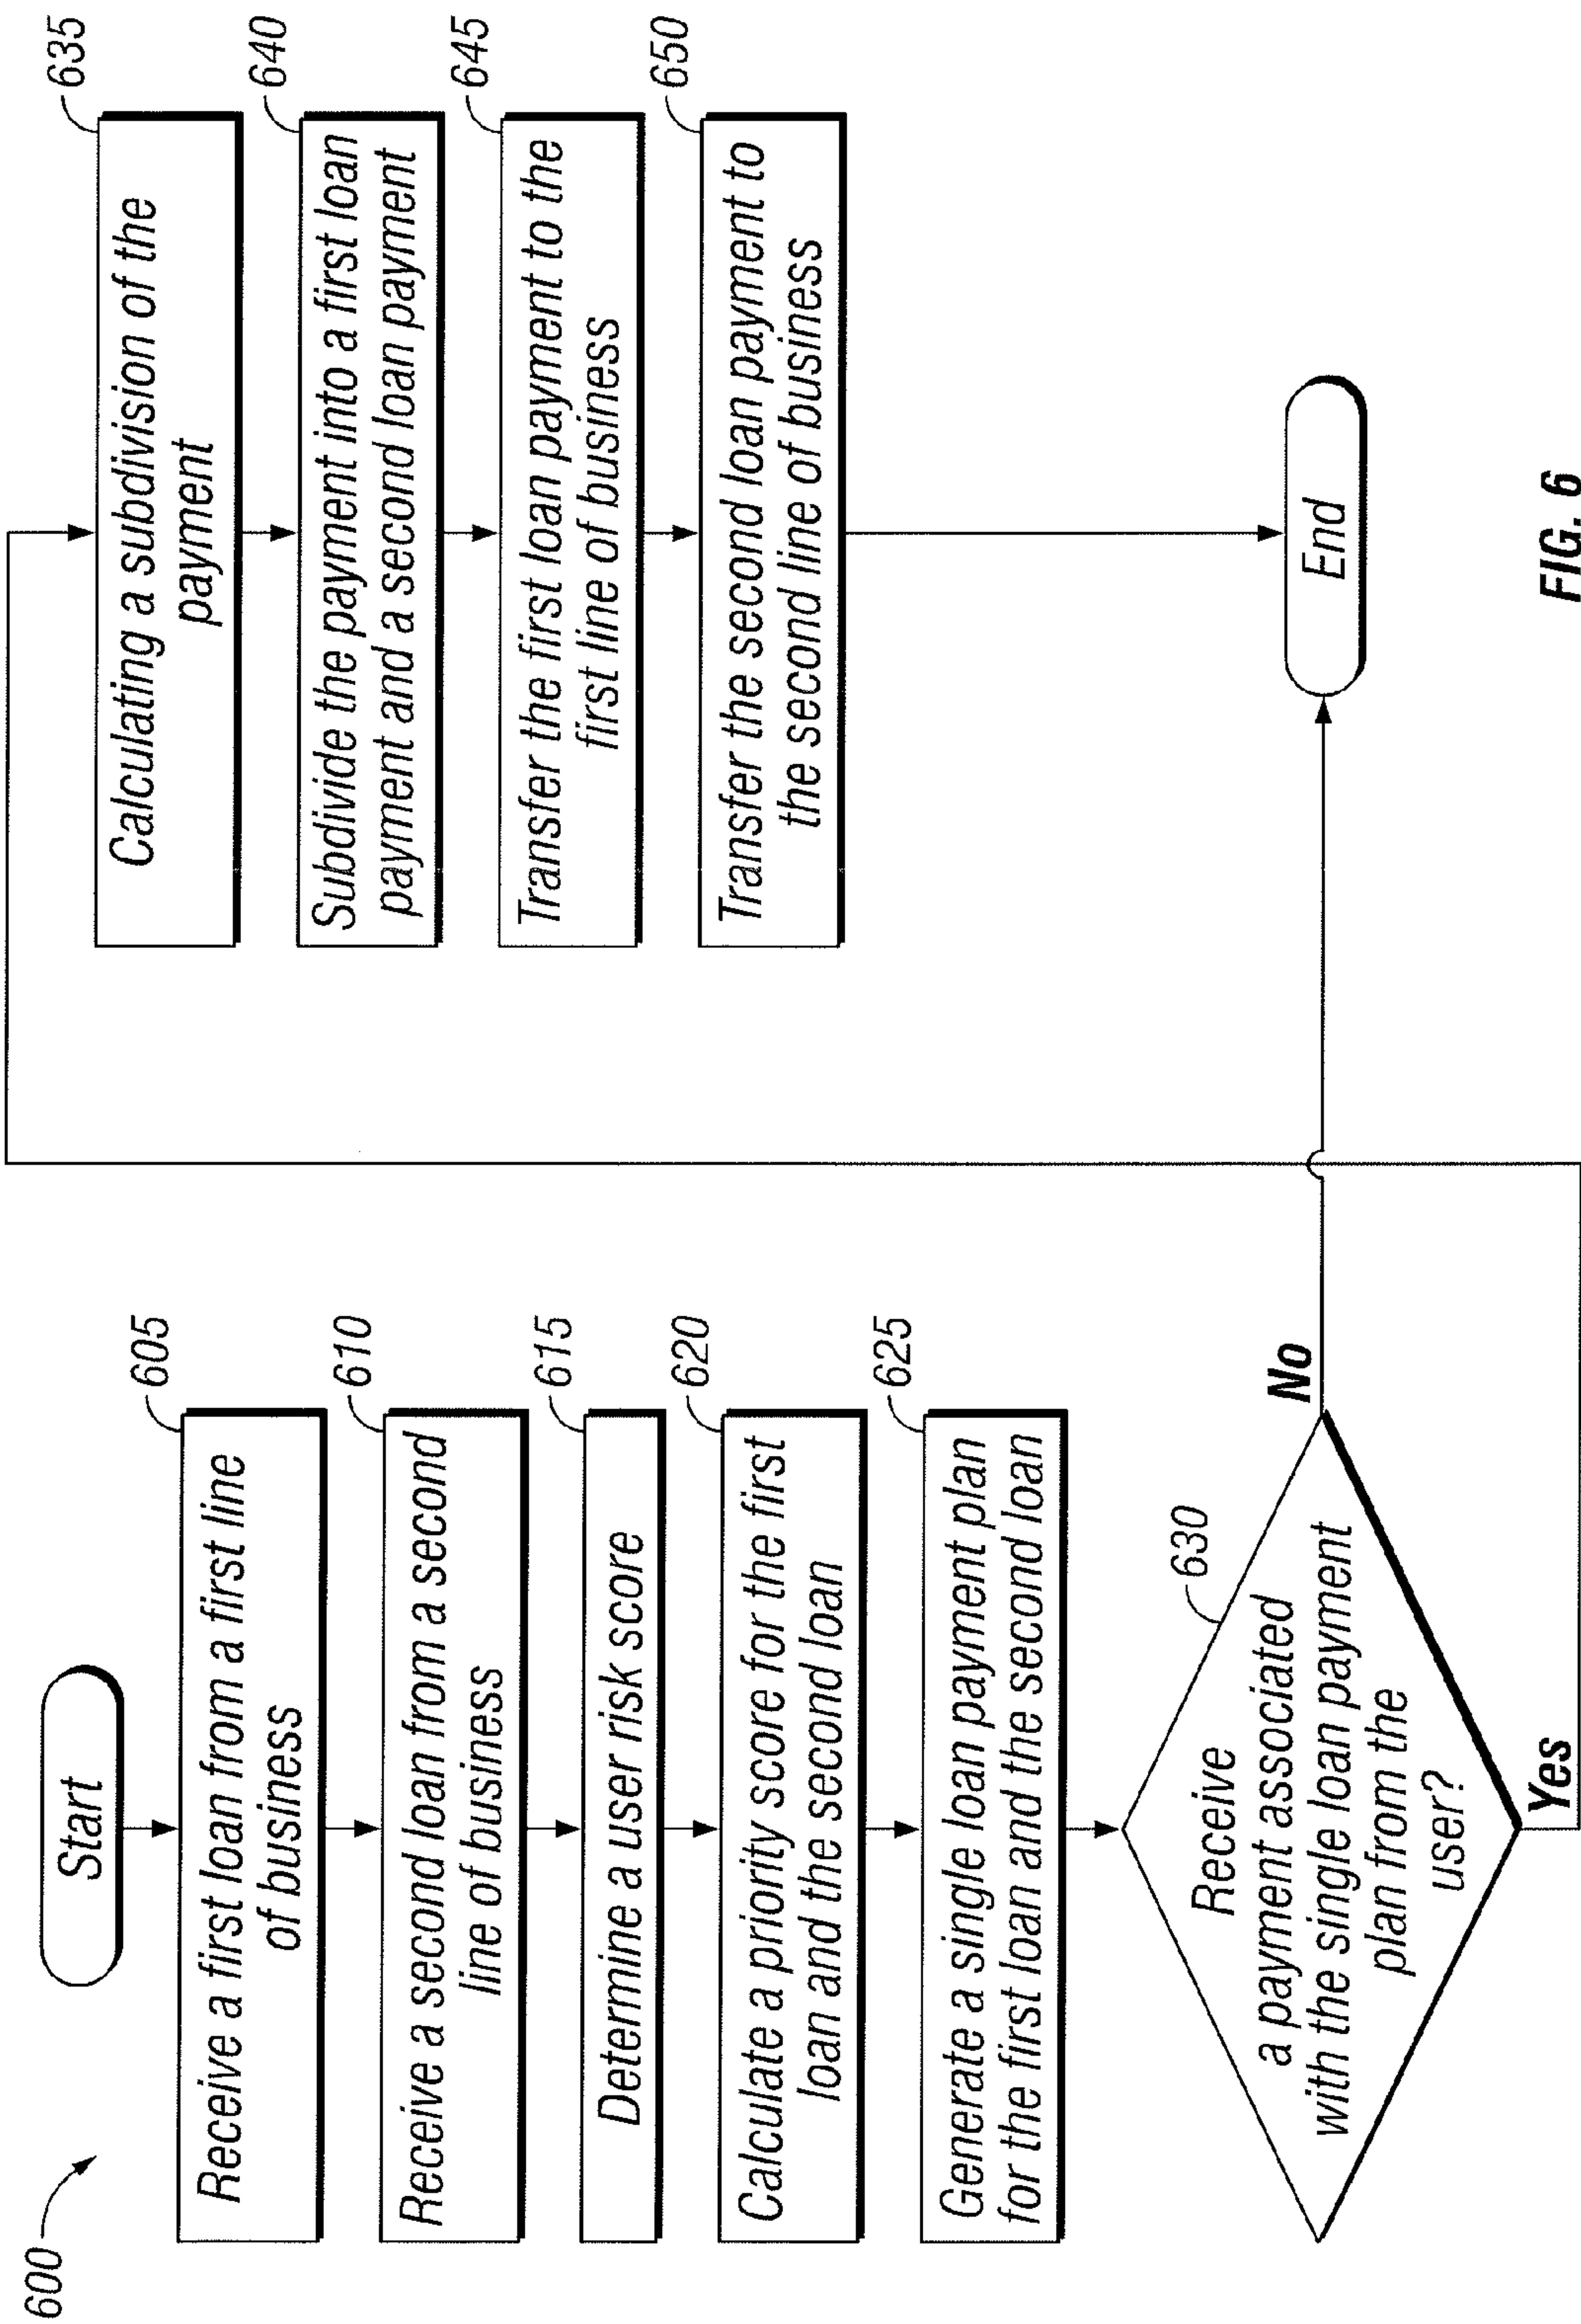 600
Start
605
Receive a first loan from a first line
of business
610
Receive a second loan from a second
line of business
615
Determine a user risk score
620
Calculate a priority score for the first
loan and the second loan
625
Generate a single loan payment plan
for the first loan and the second loan
630
Receive
a payment associated
with the single loan payment
plan from the
user?
No
Yes
635
Calculating a subdivision of the
payment
640
Subdivide the payment into a first loan
payment and a second loan payment
645
Transfer the first loan payment to the
first line of business
650
Transfer the second loan payment to
the second line of business
End
FIG. 6